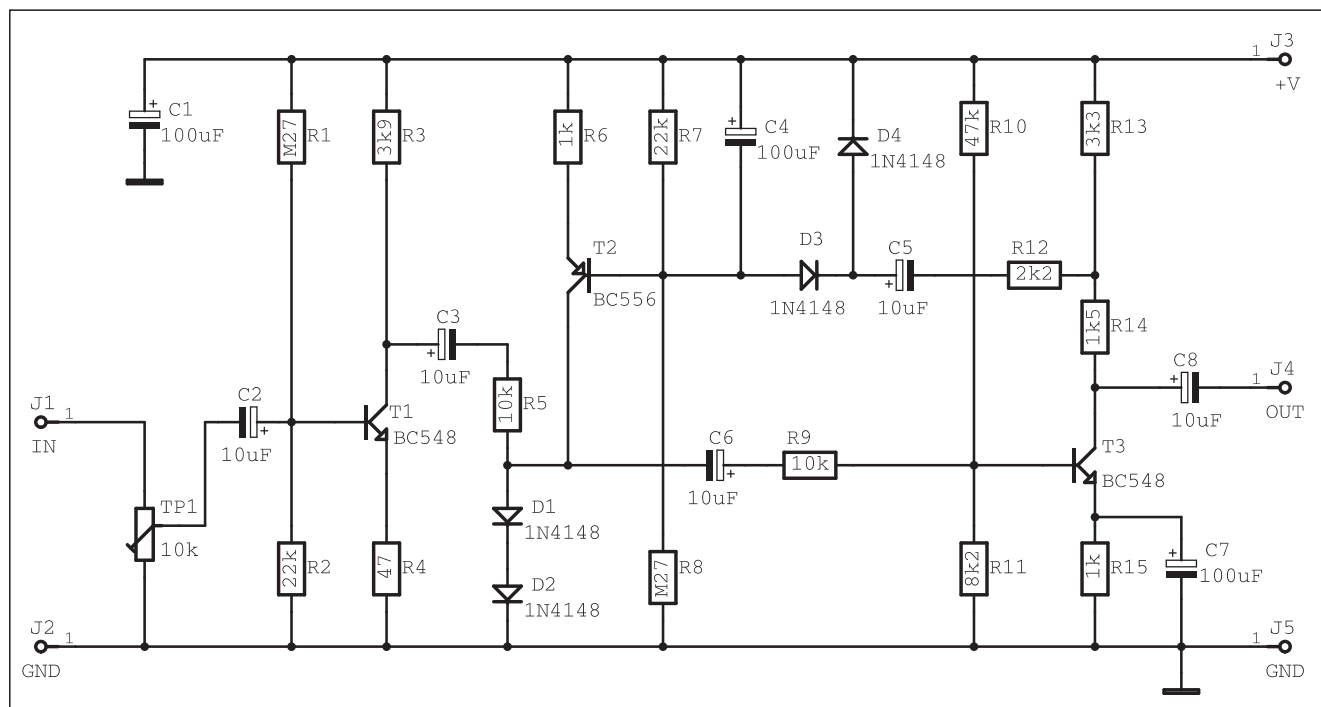 J3
1
+V
C1
+
100uF
M27
R1
3k9
R3
1k
R6
22k
R7
+
C4
100uF
D4
1N4148
47k
R10
3k3
R13
T2
BC556
D3
1N4148
C5
+
10uF
R12
2k2
1k5
R14
C3
+
10uF
10k
R5
C8
+
10uF
J4
1
OUT
J1
1
IN
C2
+
10uF
T1
BC548
C6
+
10uF
R9
10k
T3
BC548
TP1
10k
22k
R2
47
R4
D1
1N4148
D2
1N4148
M27
R8
8k2
R11
1k
R15
+
C7
100uF
J2
1
GND
J5
1
GND